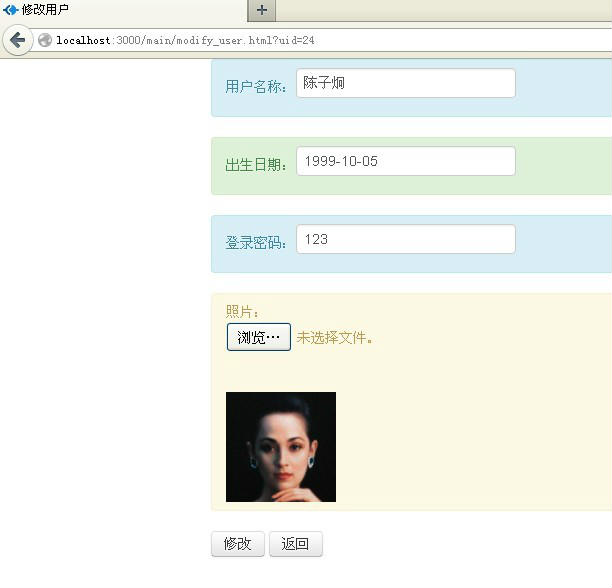 修改用户
+
localhost:3000/main/modify_user.html?uid=24
用户名称： 陈子炯
出生日期： 1999-10-05
登录密码： 123
照片：
浏览… 未选择文件。
修改 返回